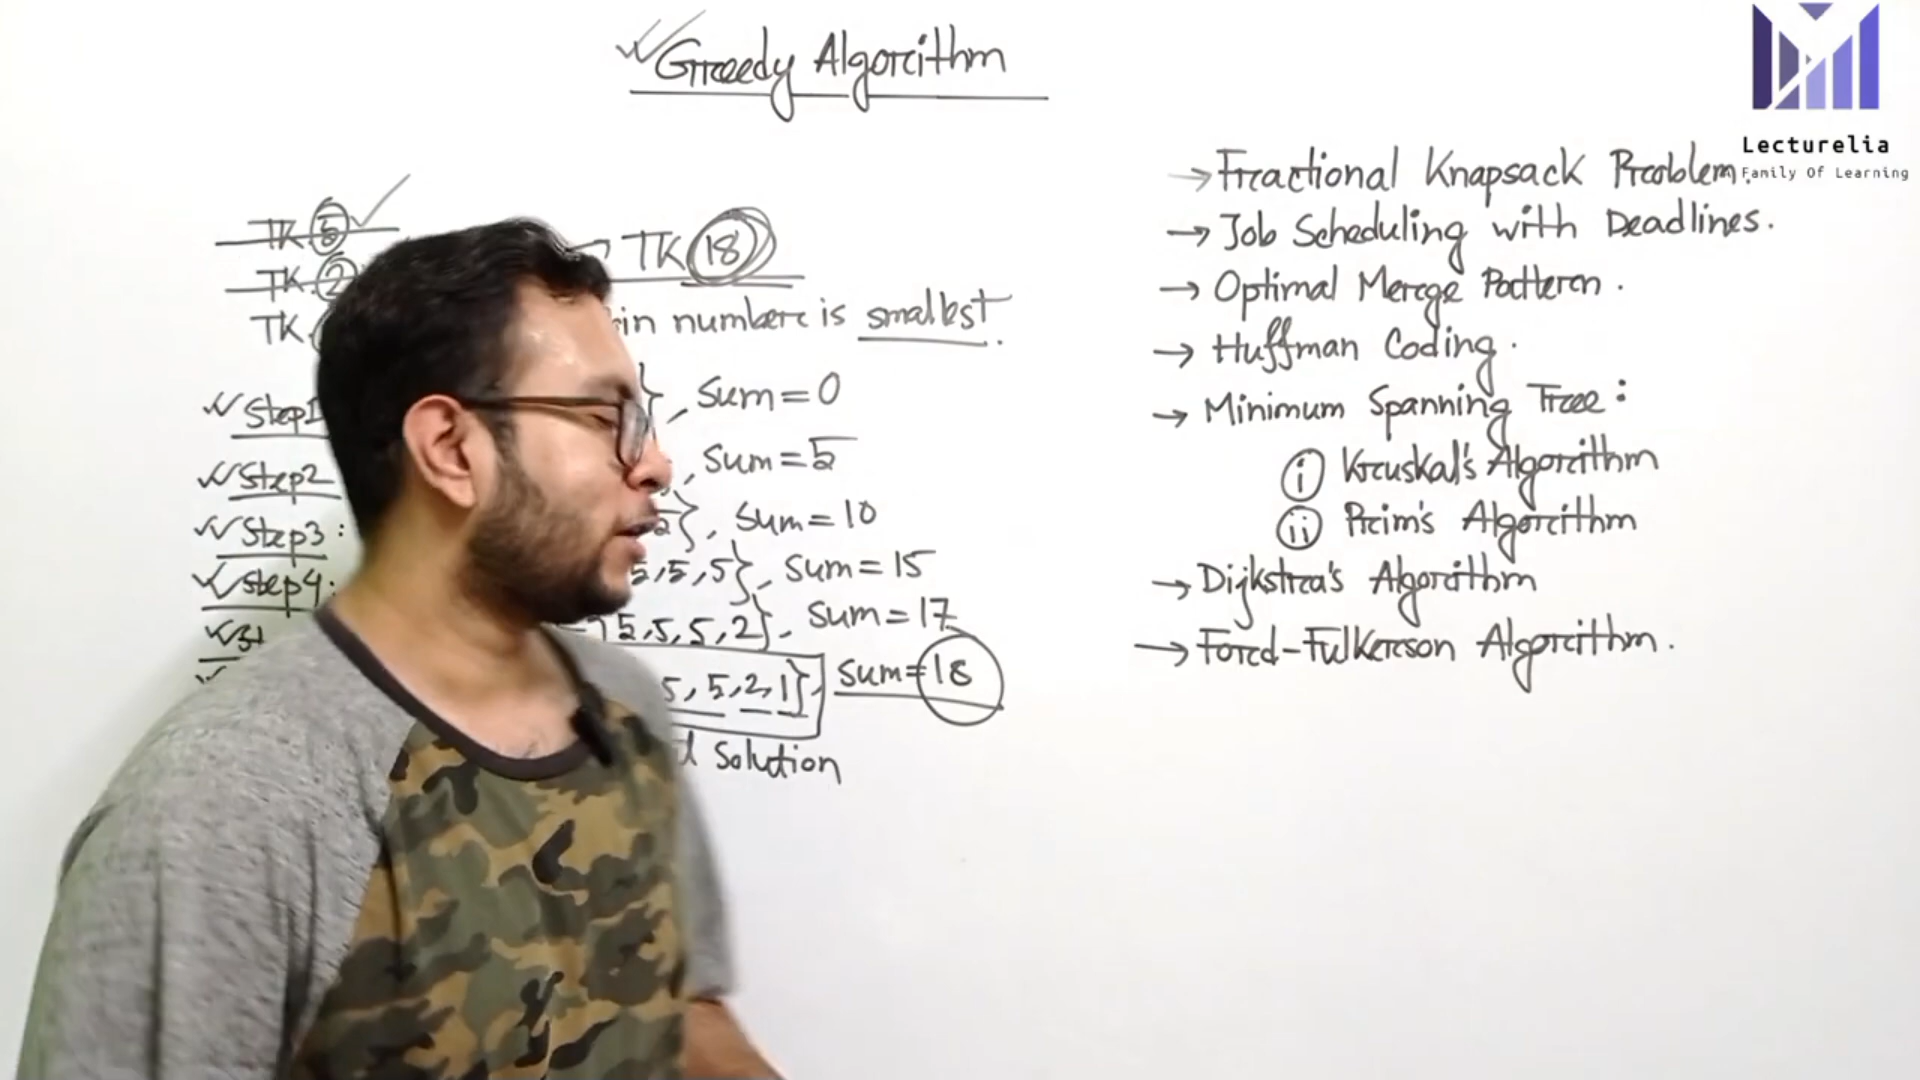 Greedy Algorithm
Lecturelia
A Family Of Learning
TK 5
TK 2
TK
TK 18
in number is smallest.
Step1
}, sum=0
Step2
, sum=5
Step3:
}, sum=10
Step4:
5,5,5}, sum=15
5,5,5,2}, sum=17
5,5,2,1}, sum=18
Solution
→ Fractional Knapsack Problem.
→ Job Scheduling with Deadlines.
→ Optimal Merge Pattern.
→ Huffman Coding.
→ Minimum Spanning Tree:
i Kruskal's Algorithm
ii Prim's Algorithm
→ Dijkstra's Algorithm
→ Ford-Fulkerson Algorithm.